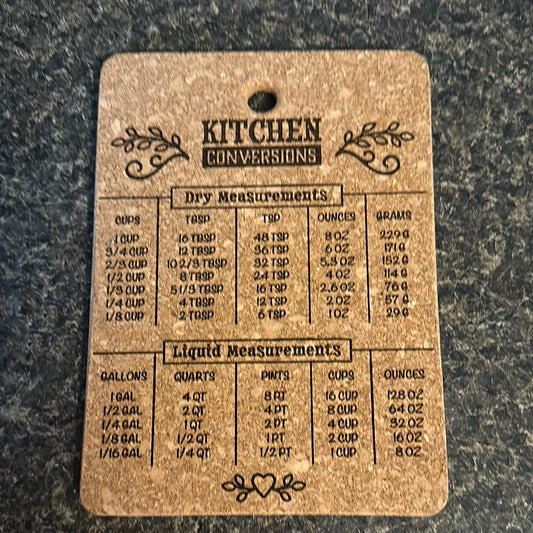 KITCHEN
CONVERSIONS
Dry Measurements
CUPS TBSP TSP OUNCES GRAMS
1 CUP 16 TBSP 48 TSP 8 OZ 229 G
3/4 CUP 12 TBSP 36 TSP 6 OZ 171 G
2/3 CUP 10 2/3 TBSP 32 TSP 5.3 OZ 152 G
1/2 CUP 8 TBSP 24 TSP 4 OZ 114 G
1/3 CUP 5 1/3 TBSP 16 TSP 2.6 OZ 76 G
1/4 CUP 4 TBSP 12 TSP 2 OZ 57 G
1/8 CUP 2 TBSP 6 TSP 1 OZ 29 G
Liquid Measurements
GALLONS QUARTS PINTS CUPS OUNCES
1 GAL 4 QT 8 PT 16 CUP 128 OZ
1/2 GAL 2 QT 4 PT 8 CUP 64 OZ
1/4 GAL 1 QT 2 PT 4 CUP 32 OZ
1/8 GAL 1/2 QT 1 PT 2 CUP 16 OZ
1/16 GAL 1/4 QT 1/2 PT 1 CUP 8 OZ